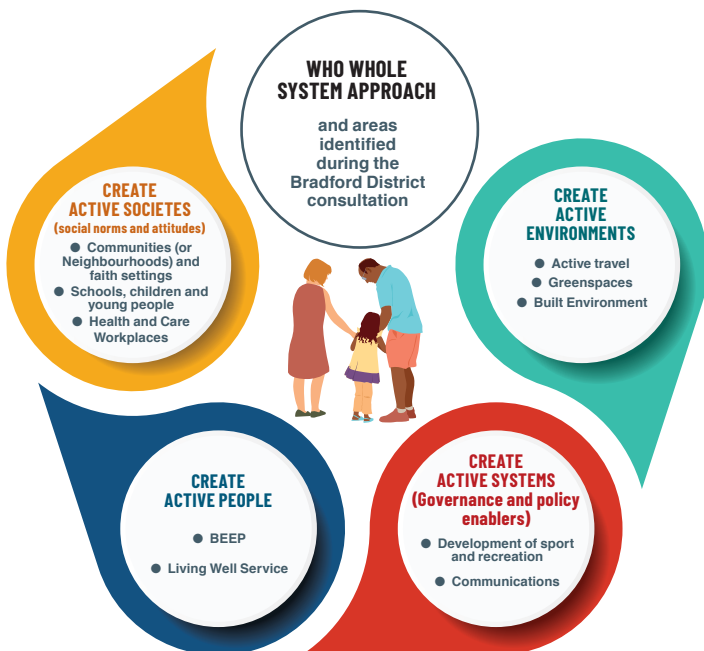 WHO WHOLE
SYSTEM APPROACH
and areas
identified
during the
Bradford District
consultation
CREATE
ACTIVE SOCIETES
(social norms and attitudes)
● Communities (or
Neighbourhoods) and
faith settings
● Schools, children and
young people
● Health and Care
Workplaces
CREATE
ACTIVE
ENVIRONMENTS
● Active travel
● Greenspaces
● Built Environment
CREATE
ACTIVE PEOPLE
● BEEP
● Living Well Service
CREATE
ACTIVE SYSTEMS
(Governance and policy
enablers)
● Development of sport
and recreation
● Communications